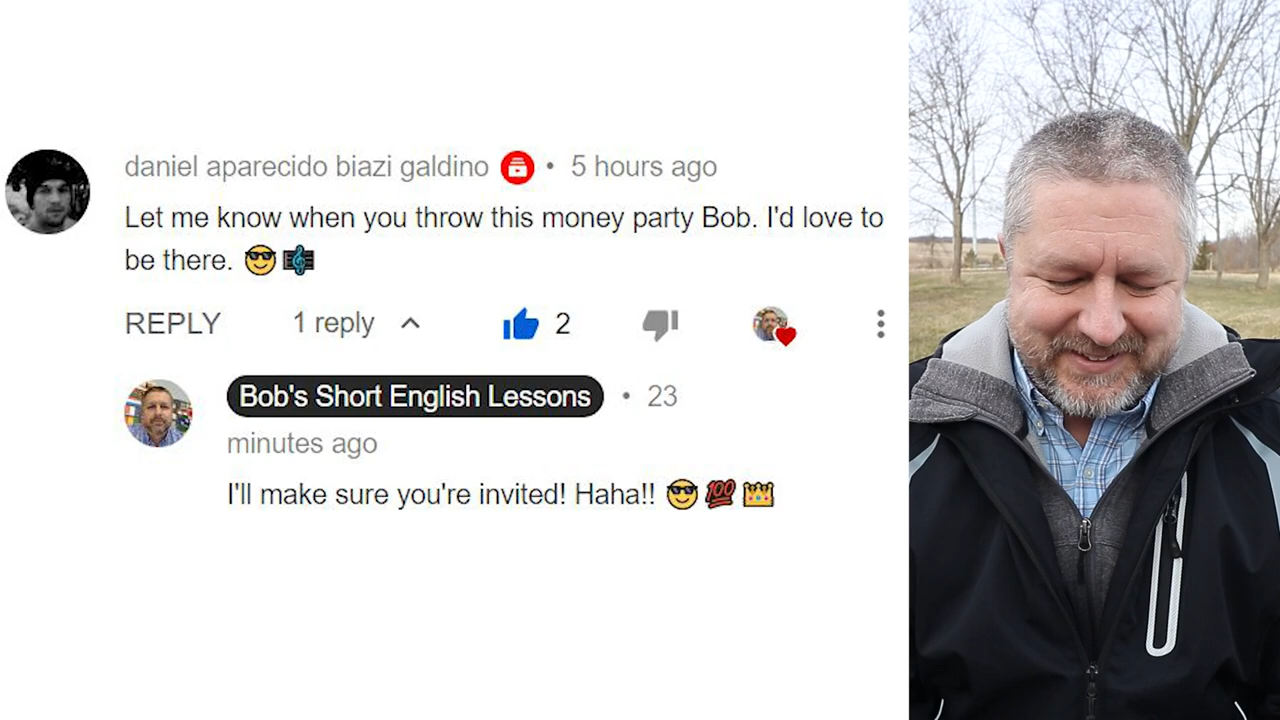 daniel aparecido biazi galdino • 5 hours ago
Let me know when you throw this money party Bob. I'd love to
be there. 😎🎼
REPLY 1 reply 2
Bob's Short English Lessons • 23
minutes ago
I'll make sure you're invited! Haha!! 😎💯👑